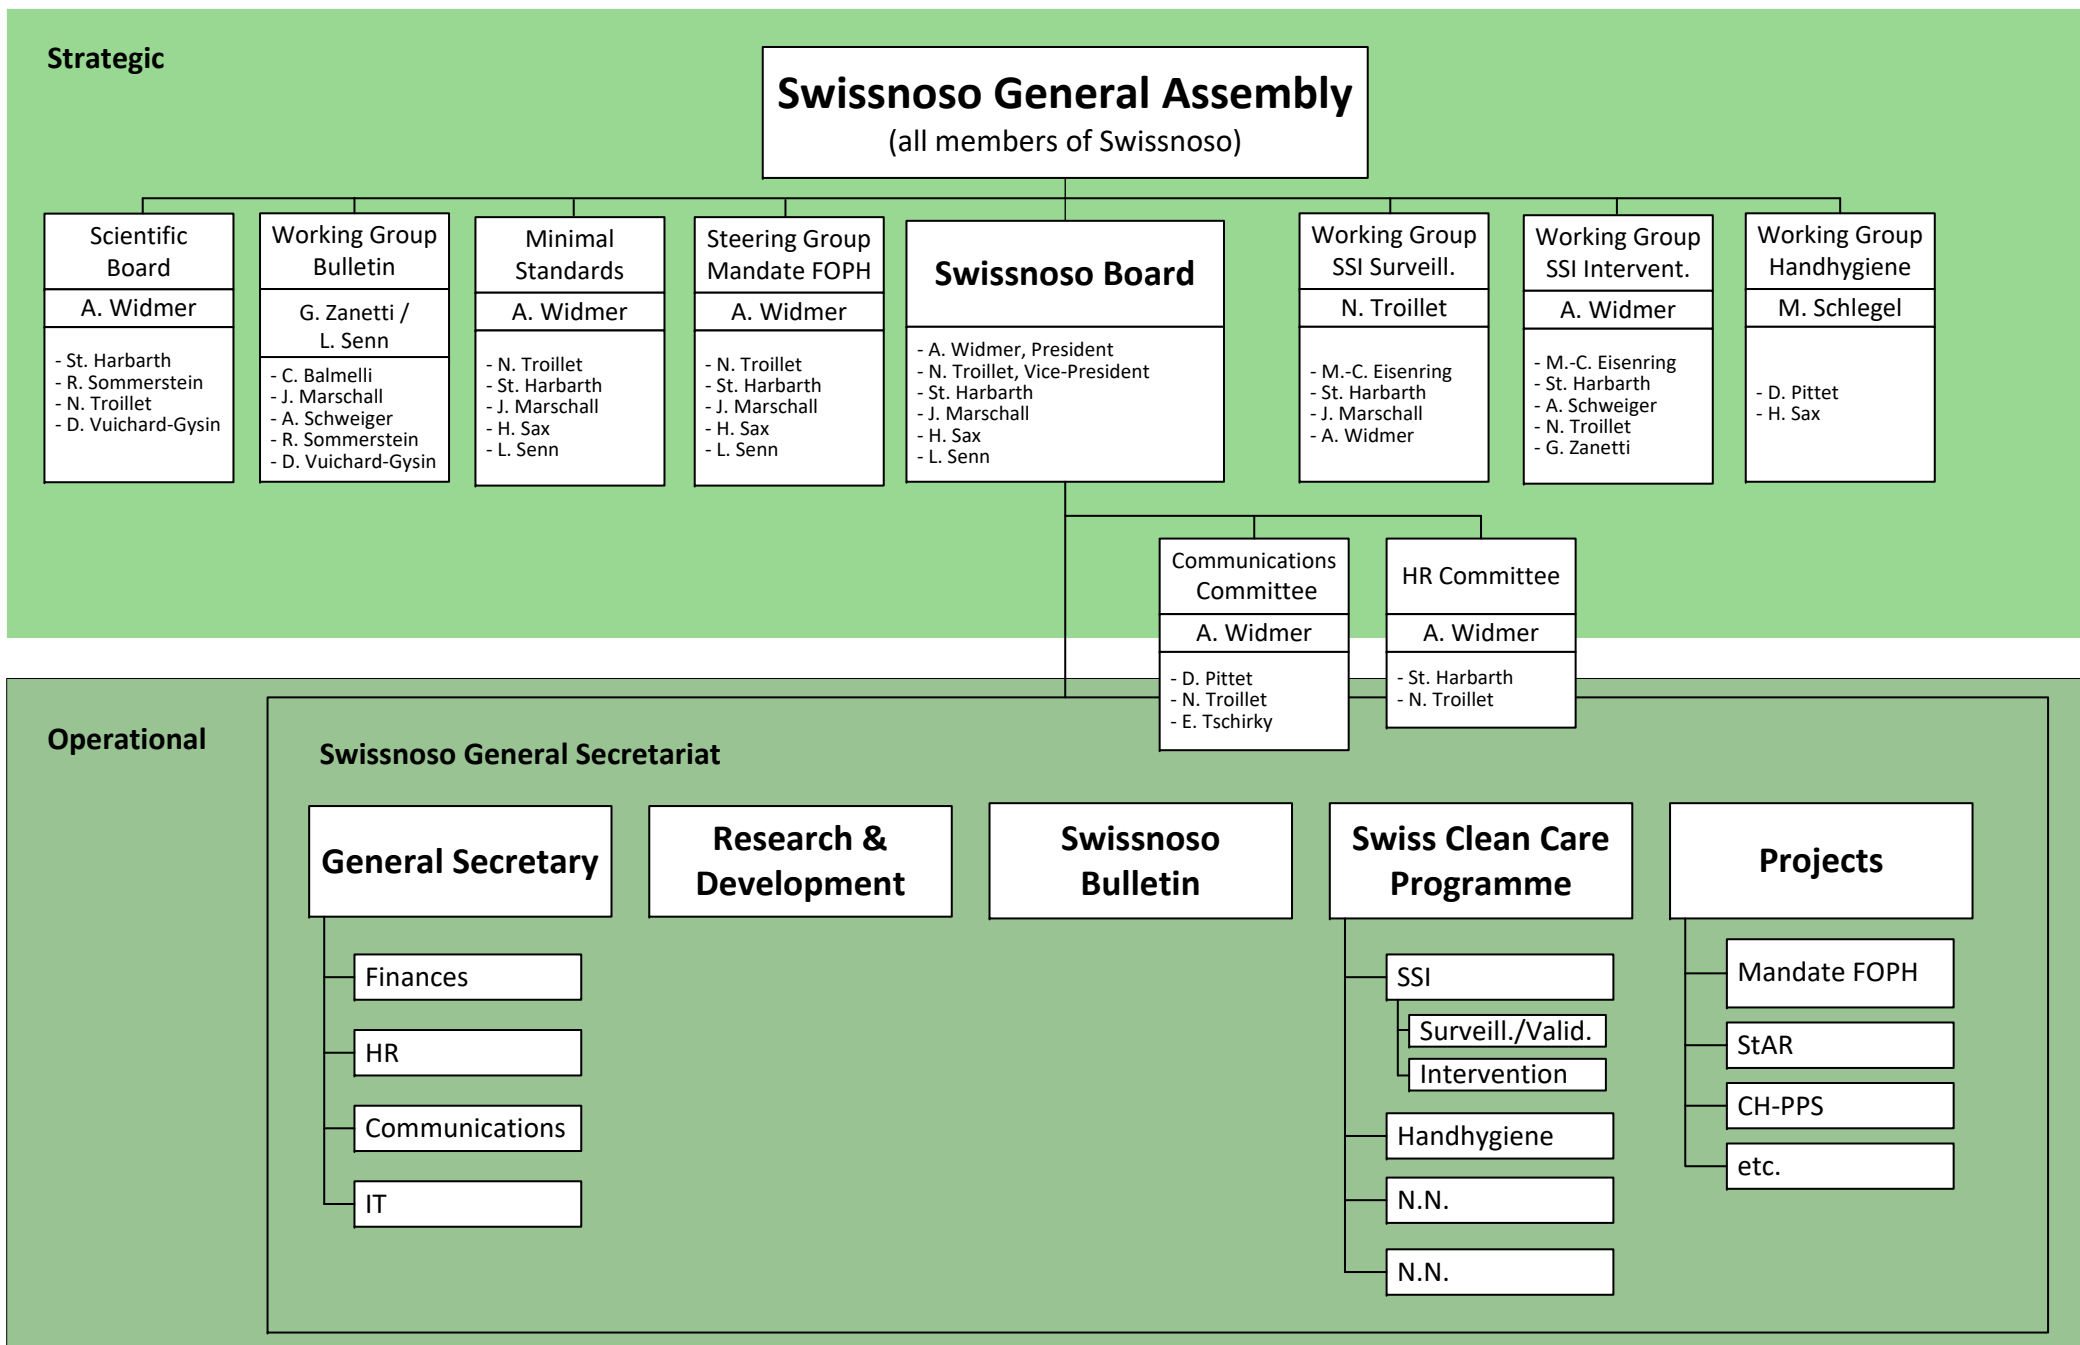 Strategic
Swissnoso General Assembly
(all members of Swissnoso)
Scientific
Board
A. Widmer
- St. Harbarth
- R. Sommerstein
- N. Troillet
- D. Vuichard-Gysin
Working Group
Bulletin
G. Zanetti /
L. Senn
- C. Balmelli
- J. Marschall
- A. Schweiger
- R. Sommerstein
- D. Vuichard-Gysin
Minimal
Standards
A. Widmer
- N. Troillet
- St. Harbarth
- J. Marschall
- H. Sax
- L. Senn
Steering Group
Mandate FOPH
A. Widmer
- N. Troillet
- St. Harbarth
- J. Marschall
- H. Sax
- L. Senn
Swissnoso Board
- A. Widmer, President
- N. Troillet, Vice-President
- St. Harbarth
- J. Marschall
- H. Sax
- L. Senn
Working Group
SSI Surveill.
N. Troillet
- M.-C. Eisenring
- St. Harbarth
- J. Marschall
- A. Widmer
Working Group
SSI Intervent.
A. Widmer
- M.-C. Eisenring
- St. Harbarth
- A. Schweiger
- N. Troillet
- G. Zanetti
Working Group
Handhygiene
M. Schlegel
- D. Pittet
- H. Sax
Communications
Committee
A. Widmer
- D. Pittet
- N. Troillet
- E. Tschirky
HR Committee
A. Widmer
- St. Harbarth
- N. Troillet
Operational
Swissnoso General Secretariat
General Secretary
Finances
HR
Communications
IT
Research &
Development
Swissnoso
Bulletin
Swiss Clean Care
Programme
SSI
Surveill./Valid.
Intervention
Handhygiene
N.N.
N.N.
Projects
Mandate FOPH
StAR
CH-PPS
etc.